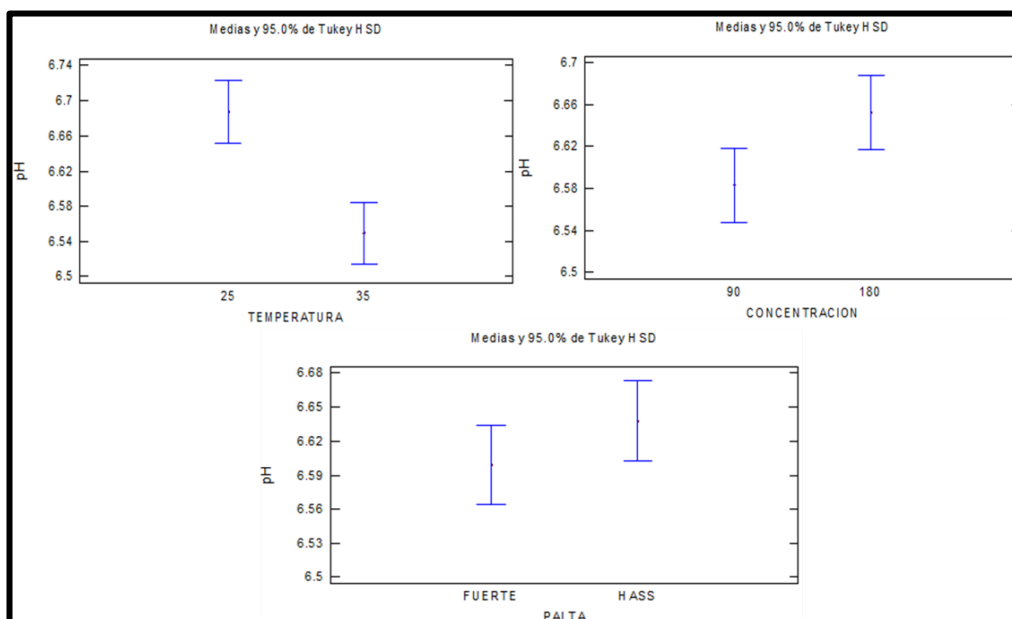 Medias y 95.0% de Tukey HSD
6.74
6.7
6.66
6.62
6.58
6.54
6.5
pH
25 35
TEMPERATURA
Medias y 95.0% de Tukey HSD
6.7
6.66
6.62
6.58
6.54
6.5
pH
90 180
CONCENTRACION
Medias y 95.0% de Tukey HSD
6.68
6.65
6.62
6.59
6.56
6.53
6.5
pH
FUERTE HASS
PALTA